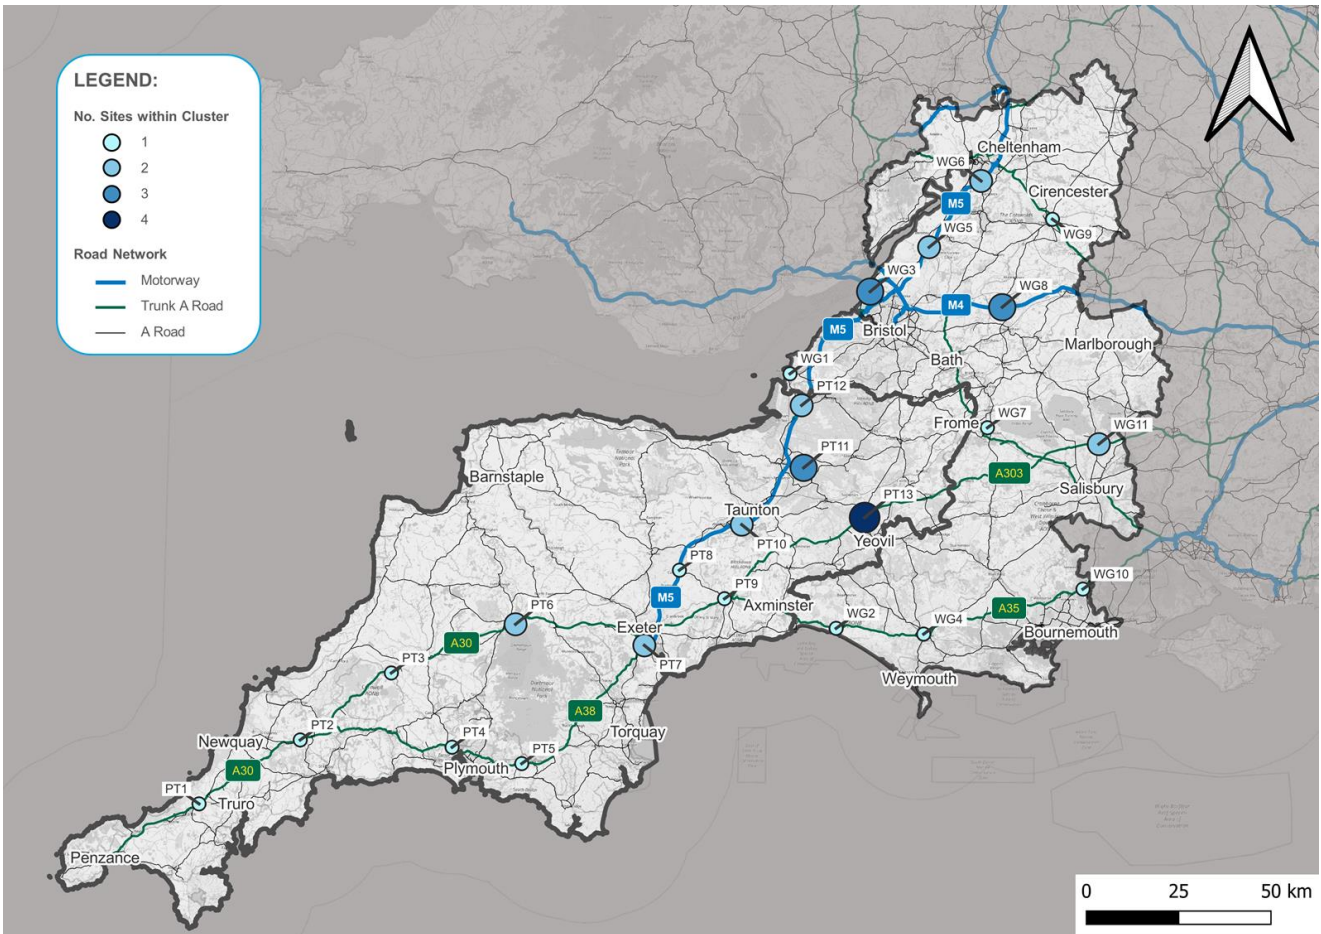 LEGEND:
No. Sites within Cluster
1
2
3
4
Road Network
Motorway
Trunk A Road
A Road
Cheltenham
WG6
Cirencester
M5
WG5
WG9
WG3
WG8
M4
M5
Bristol
Marlborough
WG1
Bath
PT12
WG7
Frome
WG11
PT11
A303
Barnstaple
Salisbury
PT13
Taunton
Yeovil
PT10
PT8
WG10
PT9
M5
PT6
Axminster
A35
WG2
WG4
Exeter
Bournemouth
A30
PT3
PT7
Weymouth
A38
PT2
Torquay
Newquay
PT4
PT5
Plymouth
A30
PT1
Truro
Penzance
0 25 50 km